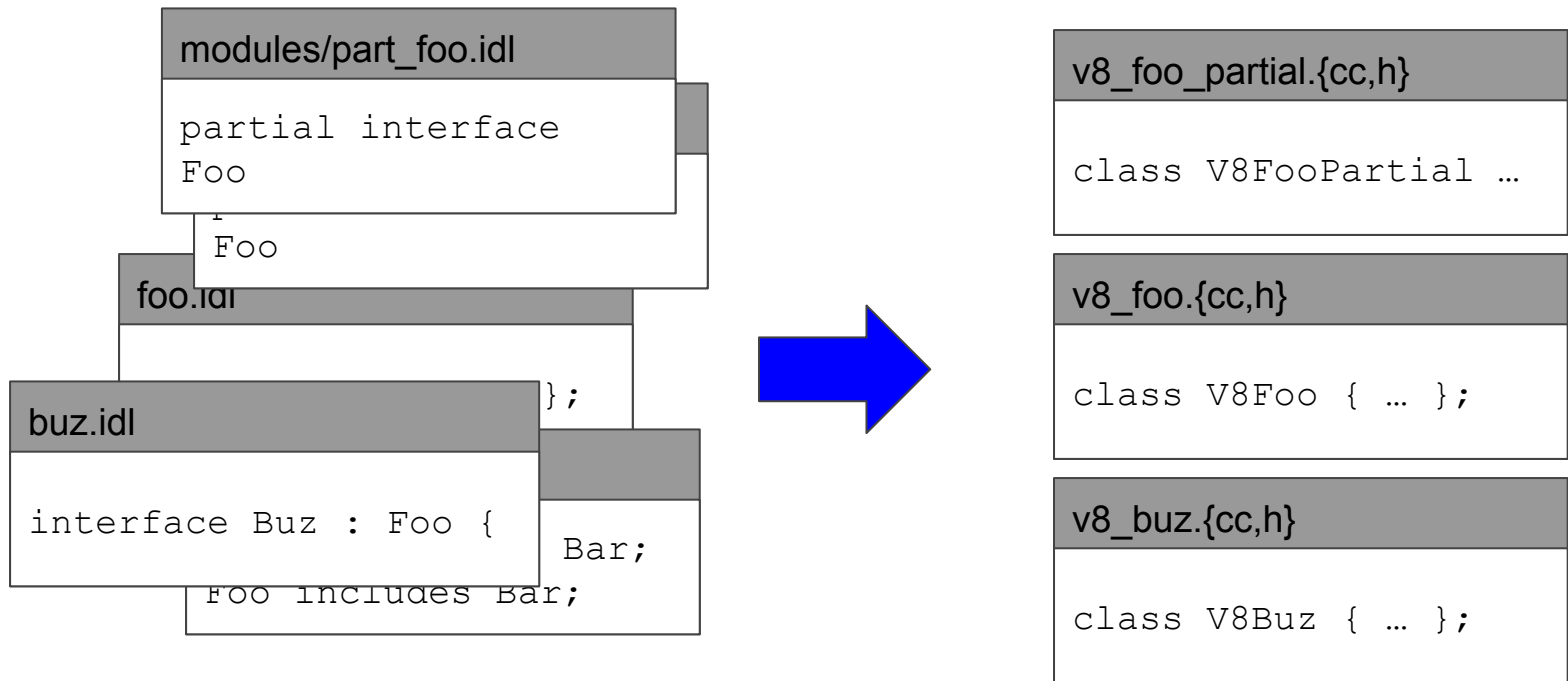 modules/part_foo.idl
partial interface
Foo
Foo
foo.idl
};
buz.idl
interface Buz : Foo {
Bar;
Foo includes Bar;
v8_foo_partial.{cc,h}
class V8FooPartial …
v8_foo.{cc,h}
class V8Foo { … };
v8_buz.{cc,h}
class V8Buz { … };